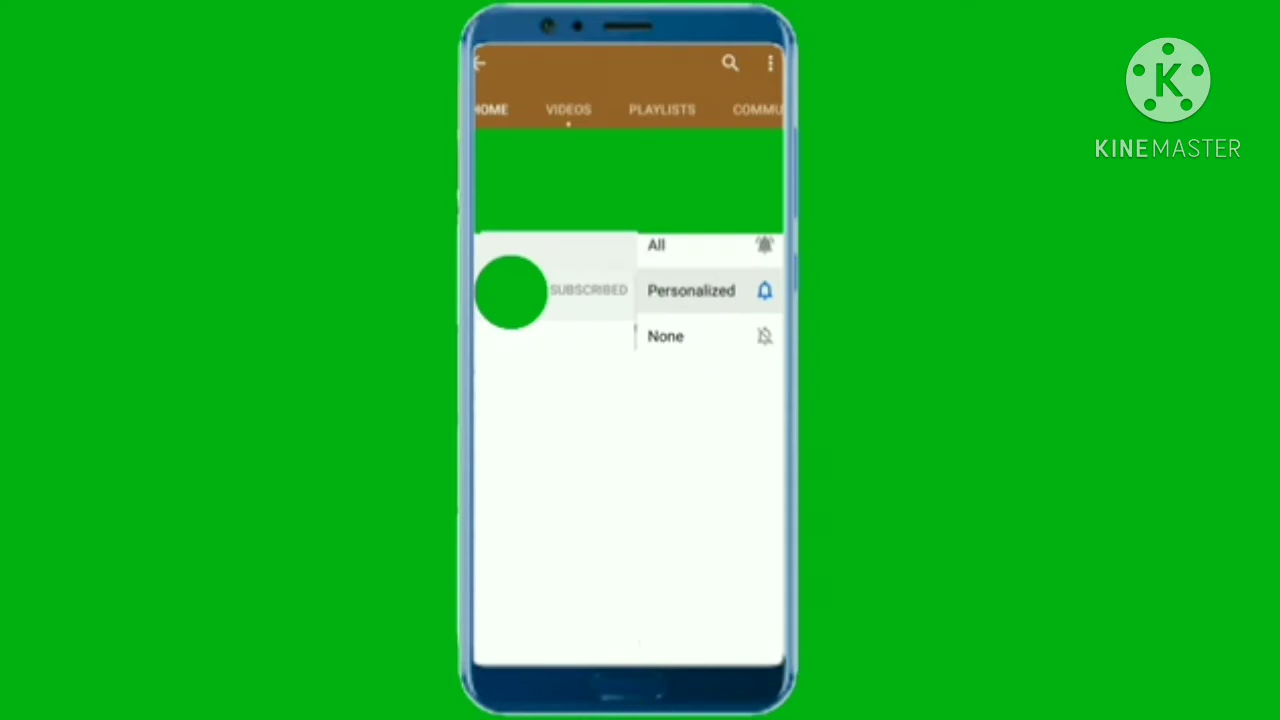 K
KINEMASTER
HOME VIDEOS PLAYLISTS COMMU
All
SUBSCRIBED Personalized
None